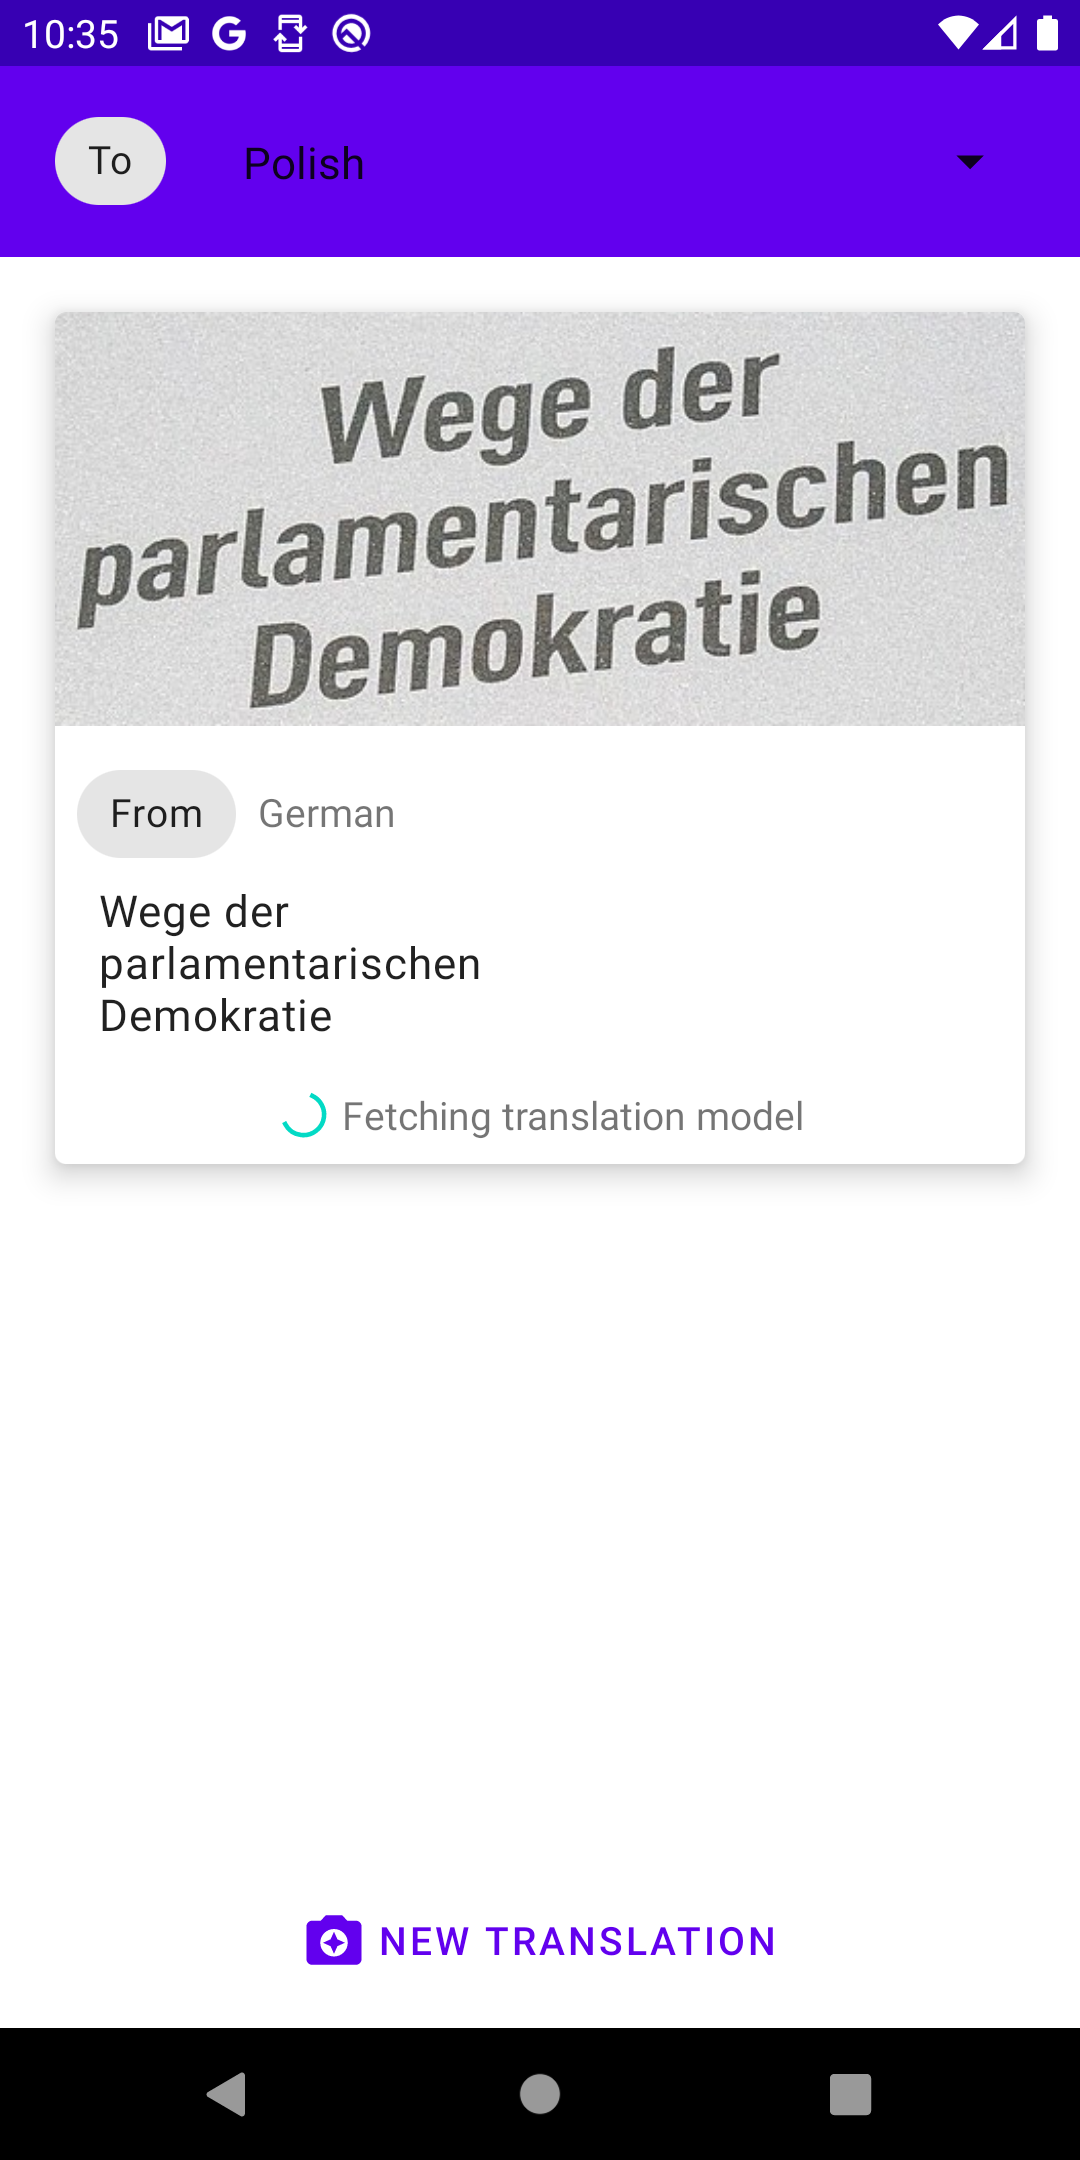 10:35
To Polish
Wege der
parlamentarischen
Demokratie
From German
Wege der
parlamentarischen
Demokratie
Fetching translation model
NEW TRANSLATION